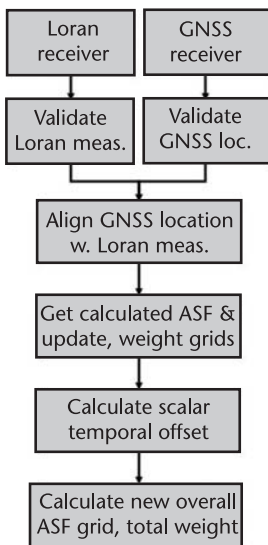 Loran
receiver
GNSS
receiver
Validate
Loran meas.
Validate
GNSS loc.
Align GNSS location
w. Loran meas.
Get calculated ASF &
update, weight grids
Calculate scalar
temporal offset
Calculate new overall
ASF grid, total weight